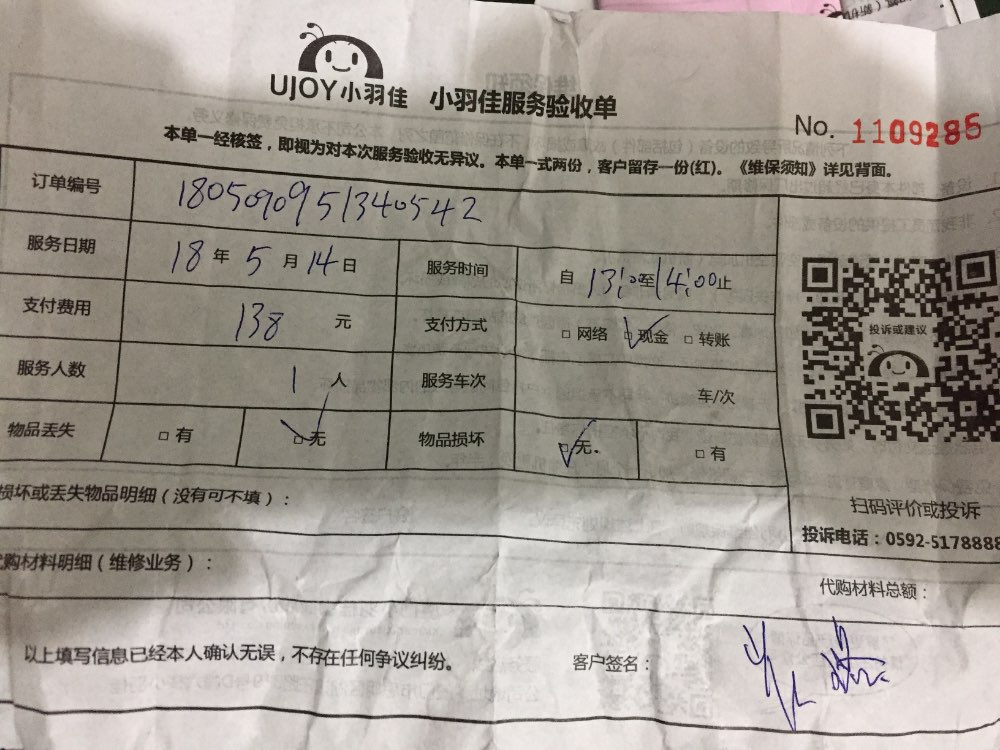 UJOY小羽佳 小羽佳服务验收单
No. 1109286
本单一经核签，即视为对本次服务验收无异议。本单一式两份，客户留存一份(红)。《维保须知》详见背面。
订单编号 180509095134054​2
服务日期 18 年 5 月 14 日 服务时间 自 13:00 至 14:00 止
支付费用 138 元 支付方式 □ 网络 ☑ 现金 □ 转账
服务人数 1 人 服务车次 车/次
物品丢失 □ 有 ☑ 无 物品损坏 ☑ 无。 □ 有
投诉或建议
扫码评价或投诉
投诉电话：0592-5178888
损坏或丢失物品明细（没有可不填）：
代购材料明细（维修业务）：
代购材料总额：
以上填写信息已经本人确认无误，不存在任何争议纠纷。 客户签名：